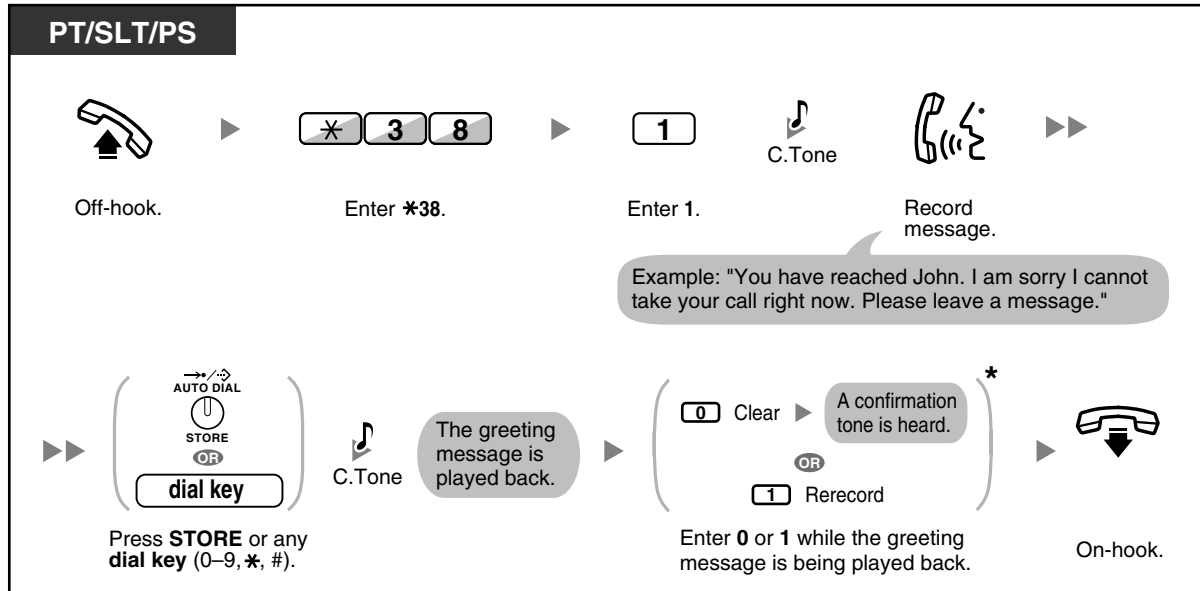 PT/SLT/PS
* 3 8
1
C.Tone
Off-hook.
Enter *38.
Enter 1.
Record
message.
Example: "You have reached John. I am sorry I cannot
take your call right now. Please leave a message."
AUTO DIAL
STORE
OR
dial key
C.Tone
The greeting
message is
played back.
0 Clear
A confirmation
tone is heard.
*
OR
1 Rerecord
Press STORE or any
dial key (0–9, *, #).
Enter 0 or 1 while the greeting
message is being played back.
On-hook.